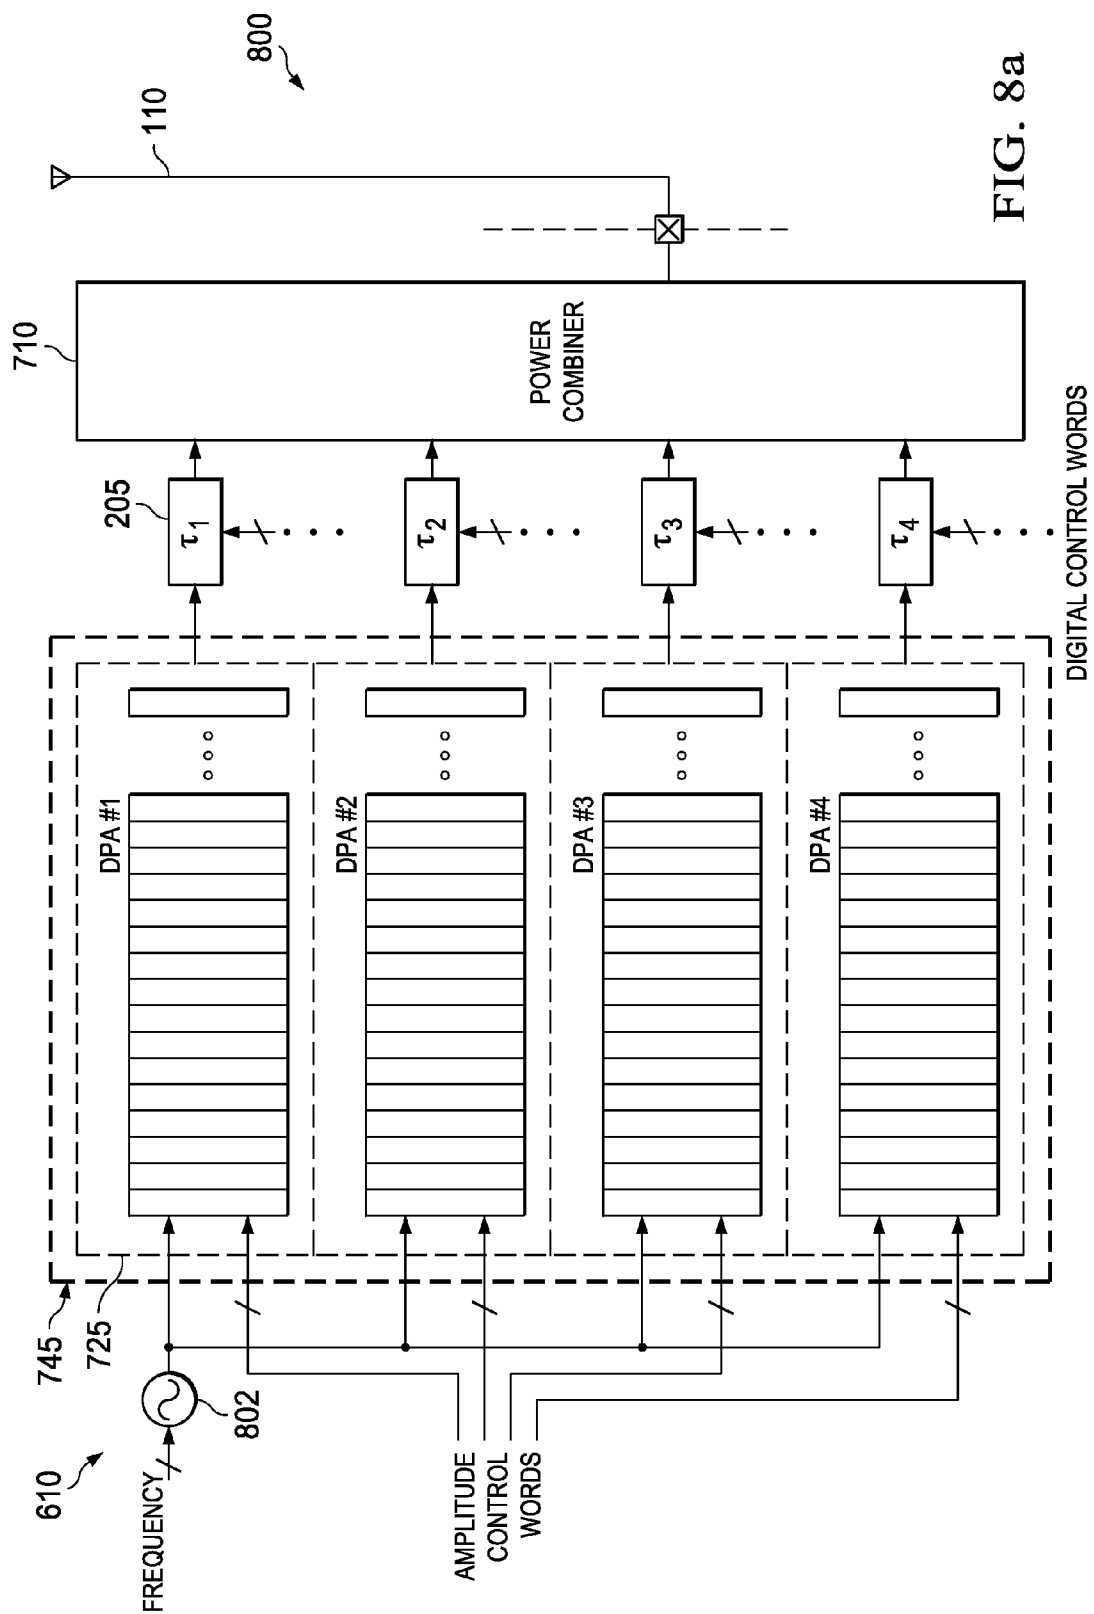 800
110
710
POWER
COMBINER
205
τ1
τ2
τ3
τ4
DIGITAL CONTROL WORDS
DPA #1
DPA #2
DPA #3
DPA #4
745
725
802
610
FREQUENCY
AMPLITUDE
CONTROL
WORDS
FIG. 8a